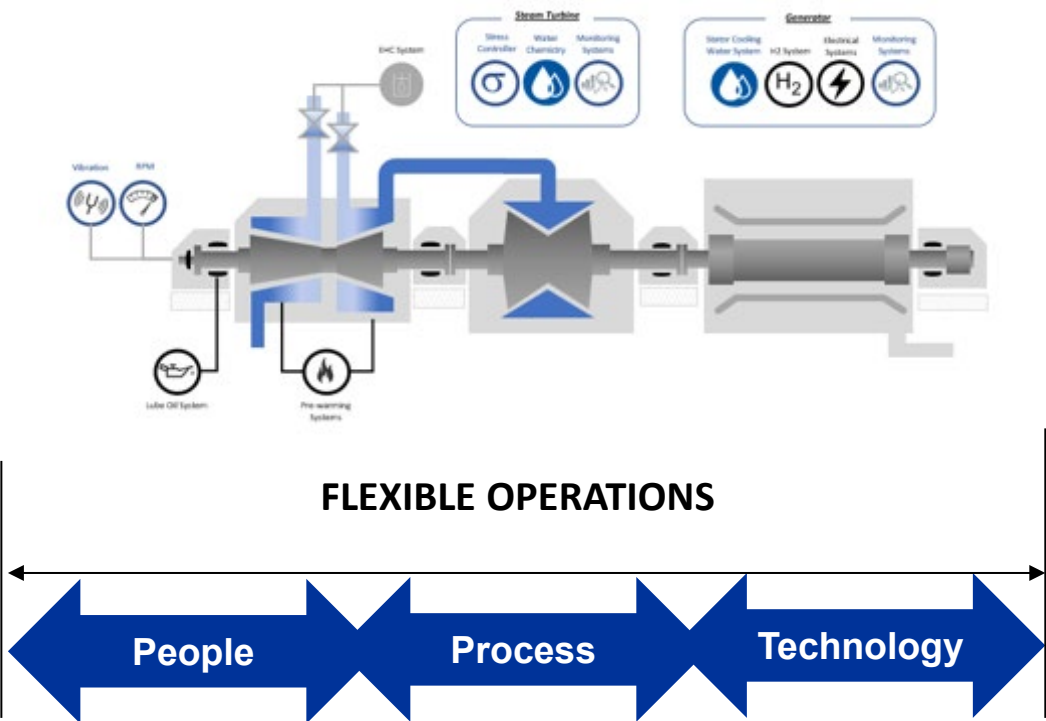 Steam Turbine
Generator
Stress
Controller
Water
Chemistry
Monitoring
Systems
Stator Cooling
Water System
H2 System
Electrical
Systems
Monitoring
Systems
EHC System
σ
H2
Vibration
RPM
Lube Oil System
Pre-warming
Systems
FLEXIBLE OPERATIONS
People
Process
Technology